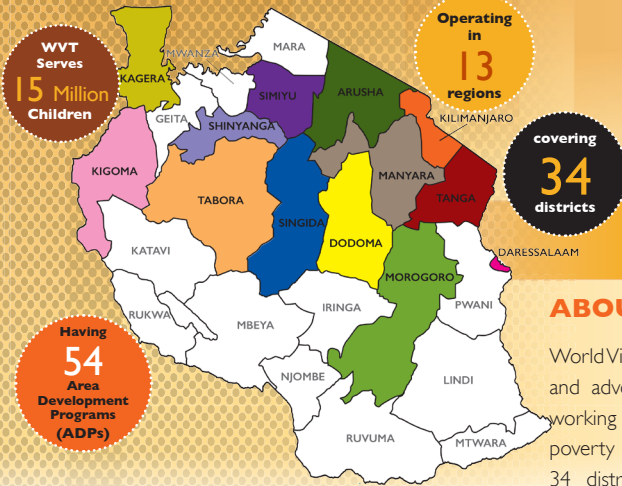 WVT
Serves
15 Million
Children
Operating
in
13
regions
covering
34
districts
Having
54
Area
Development
Programs
(ADPs)
MARA
MWANZA
KAGERA
SIMIYU
ARUSHA
KILIMANJARO
GEITA
SHINYANGA
KIGOMA
MANYARA
TABORA
TANGA
SINGIDA
DODOMA
KATAVI
DARESSALAAM
MOROGORO
PWANI
RUKWA
MBEYA
IRINGA
NJOMBE
LINDI
RUVUMA
MTWARA
ABOU
World Vi
and adv
working
poverty
34 distr